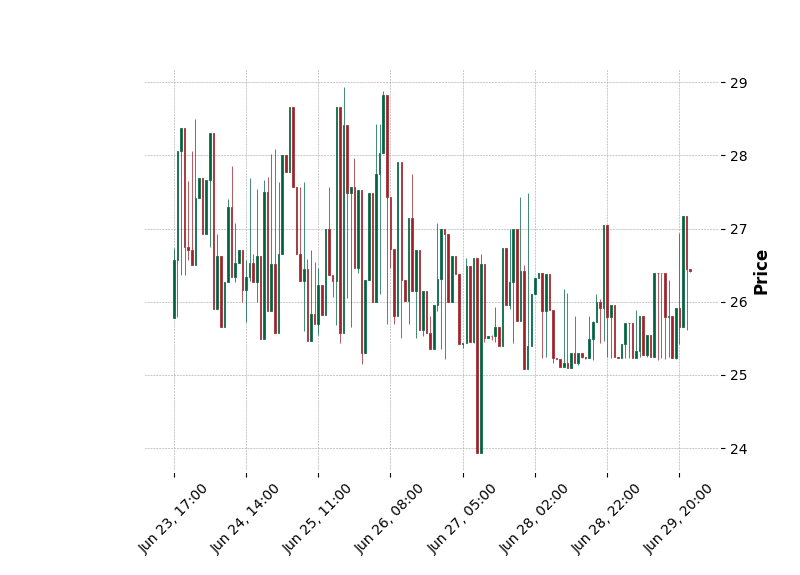 29
28
27
26
25
24
Price
Jun 23, 17:00
Jun 24, 14:00
Jun 25, 11:00
Jun 26, 08:00
Jun 27, 05:00
Jun 28, 02:00
Jun 28, 22:00
Jun 29, 20:00